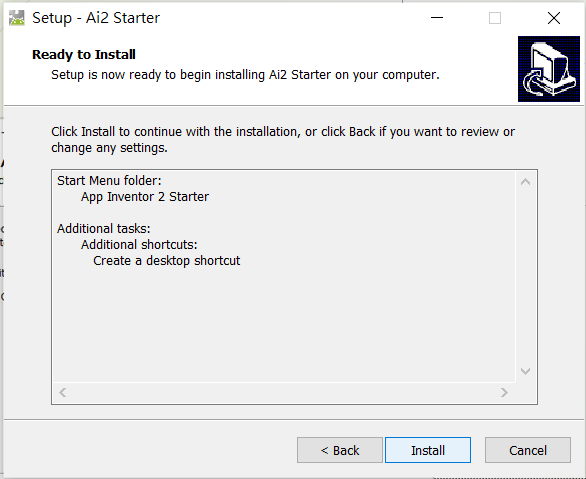 Setup - Ai2 Starter
Ready to Install
Setup is now ready to begin installing Ai2 Starter on your computer.
Click Install to continue with the installation, or click Back if you want to review or
change any settings.
Start Menu folder:
App Inventor 2 Starter
Additional tasks:
Additional shortcuts:
Create a desktop shortcut
< Back
Install
Cancel